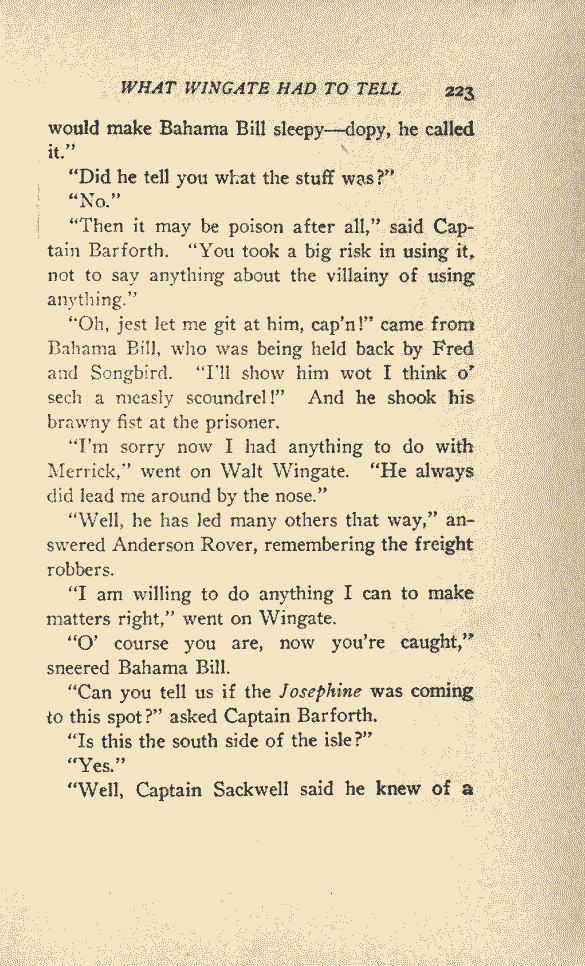 WHAT WINGATE HAD TO TELL 223
would make Bahama Bill sleepy—dopy, he called
it.”
“Did he tell you what the stuff was?”
“No.”
“Then it may be poison after all,” said Cap-
tain Barforth. “You took a big risk in using it,
not to say anything about the villainy of using
anything.”
“Oh, jest let me git at him, cap’n!” came from
Bahama Bill, who was being held back by Fred
and Songbird. “I’ll show him wot I think o’
sech a measly scoundrel!” And he shook his
brawny fist at the prisoner.
“I’m sorry now I had anything to do with
Merrick,” went on Walt Wingate. “He always
did lead me around by the nose.”
“Well, he has led many others that way,” an-
swered Anderson Rover, remembering the freight
robbers.
“I am willing to do anything I can to make
matters right,” went on Wingate.
“O’ course you are, now you’re caught,”
sneered Bahama Bill.
“Can you tell us if the Josephine was coming
to this spot?” asked Captain Barforth.
“Is this the south side of the isle?”
“Yes.”
“Well, Captain Sackwell said he knew of a